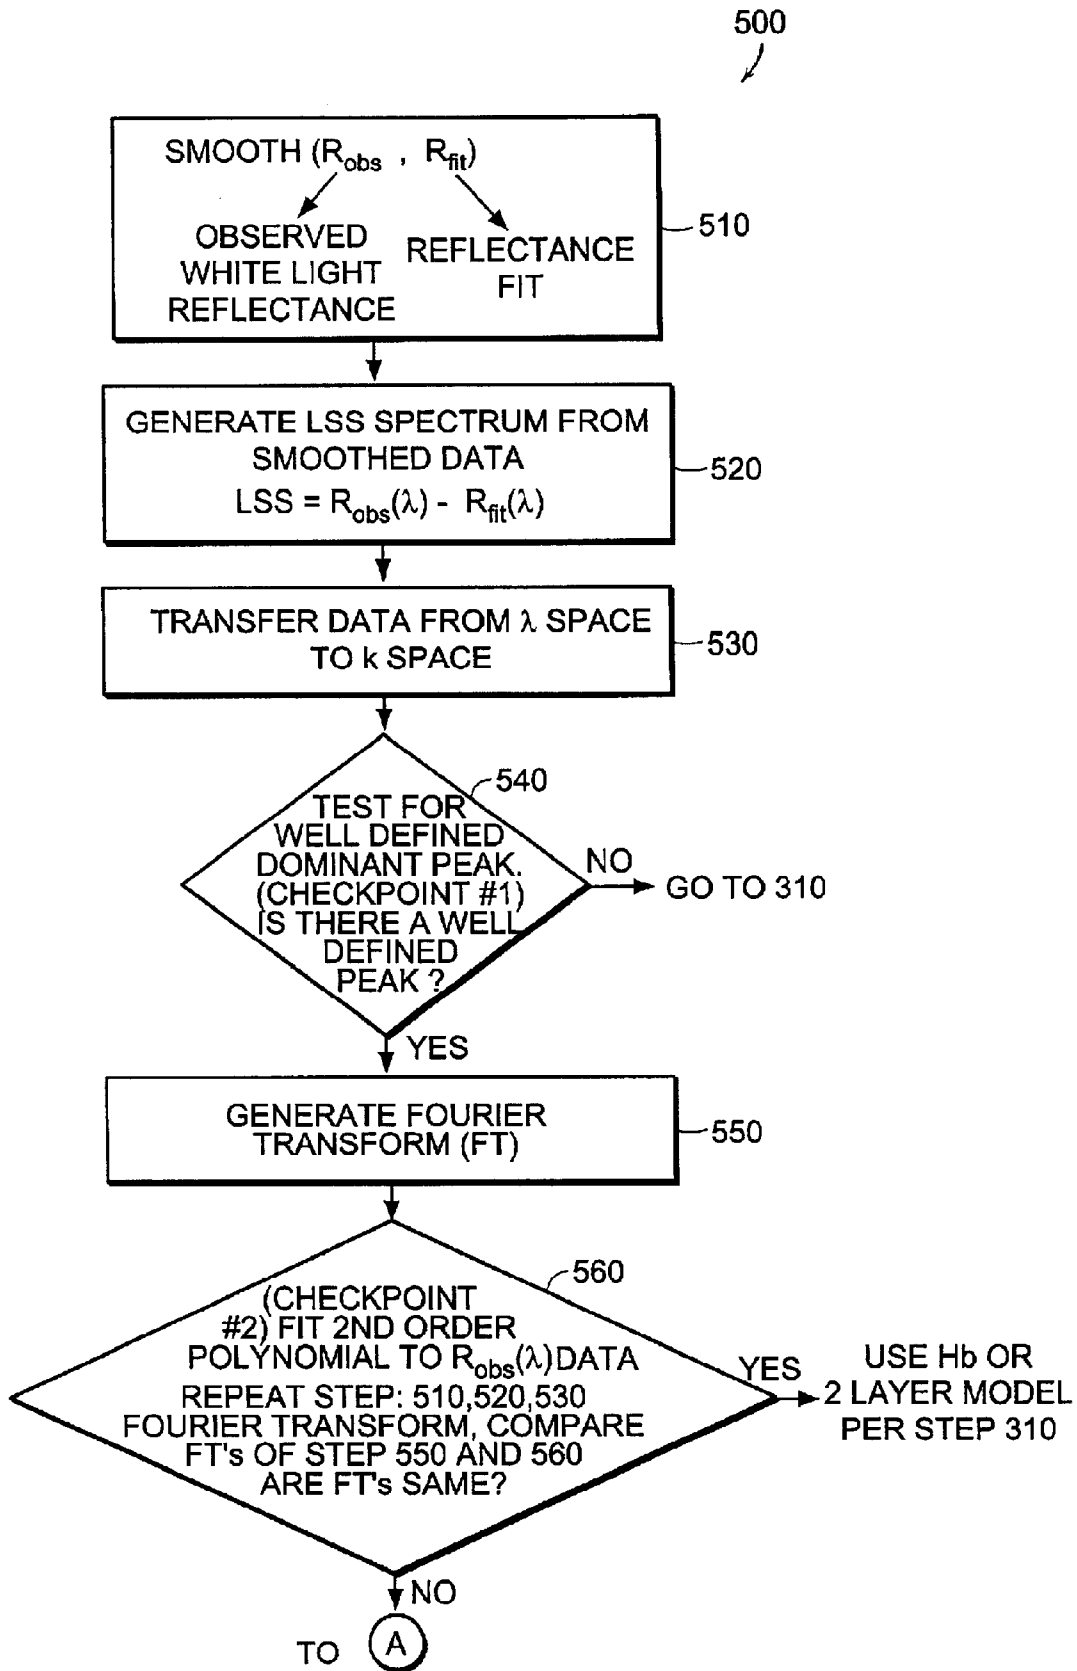 500
SMOOTH (Robs , Rfit)
OBSERVED
WHITE LIGHT
REFLECTANCE
REFLECTANCE
FIT
510
GENERATE LSS SPECTRUM FROM
SMOOTHED DATA
LSS = Robs(λ) - Rfit(λ)
520
TRANSFER DATA FROM λ SPACE
TO k SPACE
530
540
TEST FOR
WELL DEFINED
DOMINANT PEAK.
(CHECKPOINT #1)
IS THERE A WELL
DEFINED
PEAK ?
NO
GO TO 310
YES
GENERATE FOURIER
TRANSFORM (FT)
550
560
(CHECKPOINT
#2) FIT 2ND ORDER
POLYNOMIAL TO Robs(λ) DATA
REPEAT STEP: 510,520,530
FOURIER TRANSFORM, COMPARE
FT's OF STEP 550 AND 560
ARE FT's SAME?
YES
USE Hb OR
2 LAYER MODEL
PER STEP 310
NO
TO A